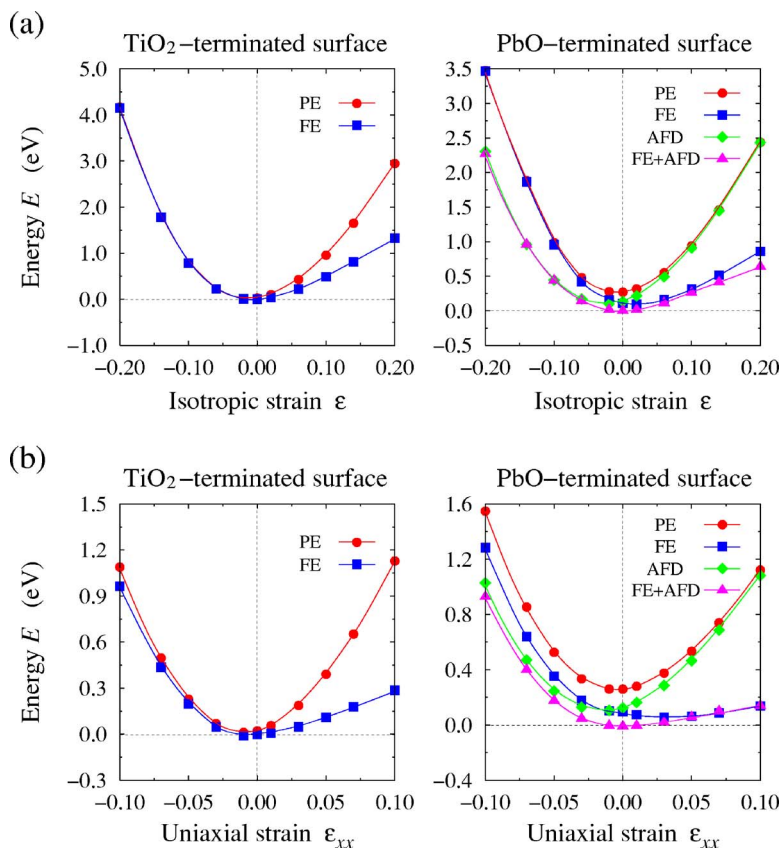 (a)
TiO2−terminated surface
PbO−terminated surface
5.0
4.0
3.0
2.0
1.0
0.0
−1.0
Energy E (eV)
PE
FE
−0.20 −0.10 0.00 0.10 0.20
Isotropic strain ε
3.5
3.0
2.5
2.0
1.5
1.0
0.5
0.0
−0.5
PE
FE
AFD
FE+AFD
−0.20 −0.10 0.00 0.10 0.20
Isotropic strain ε
(b)
TiO2−terminated surface
PbO−terminated surface
1.5
1.2
0.9
0.6
0.3
0.0
−0.3
Energy E (eV)
PE
FE
−0.10 −0.05 0.00 0.05 0.10
Uniaxial strain εxx
1.6
1.2
0.8
0.4
0.0
−0.4
PE
FE
AFD
FE+AFD
−0.10 −0.05 0.00 0.05 0.10
Uniaxial strain εxx